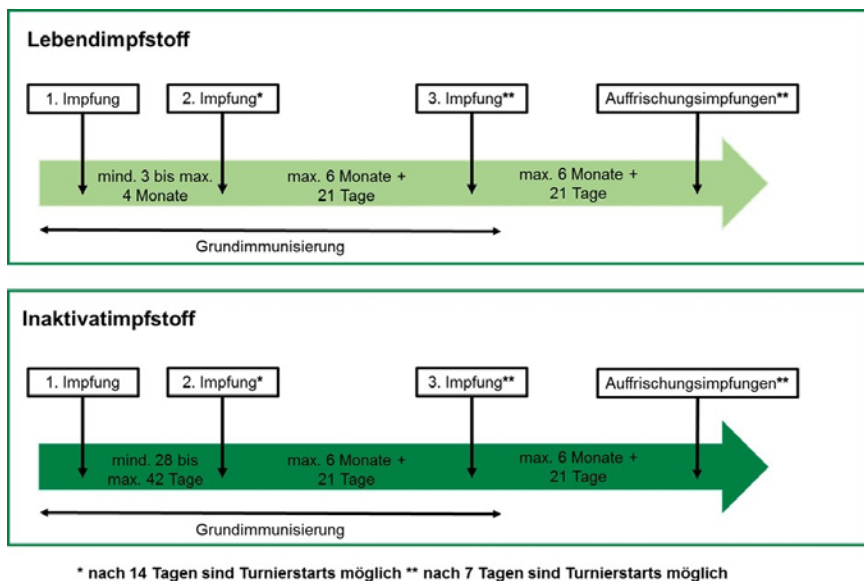 Lebendimpfstoff
1. Impfung
2. Impfung*
3. Impfung**
Auffrischungsimpfungen**
mind. 3 bis max.
4 Monate
max. 6 Monate +
21 Tage
max. 6 Monate +
21 Tage
Grundimmunisierung
Inaktivatimpfstoff
1. Impfung
2. Impfung*
3. Impfung**
Auffrischungsimpfungen**
mind. 28 bis
max. 42 Tage
max. 6 Monate +
21 Tage
max. 6 Monate +
21 Tage
Grundimmunisierung
* nach 14 Tagen sind Turnierstarts möglich ** nach 7 Tagen sind Turnierstarts möglich